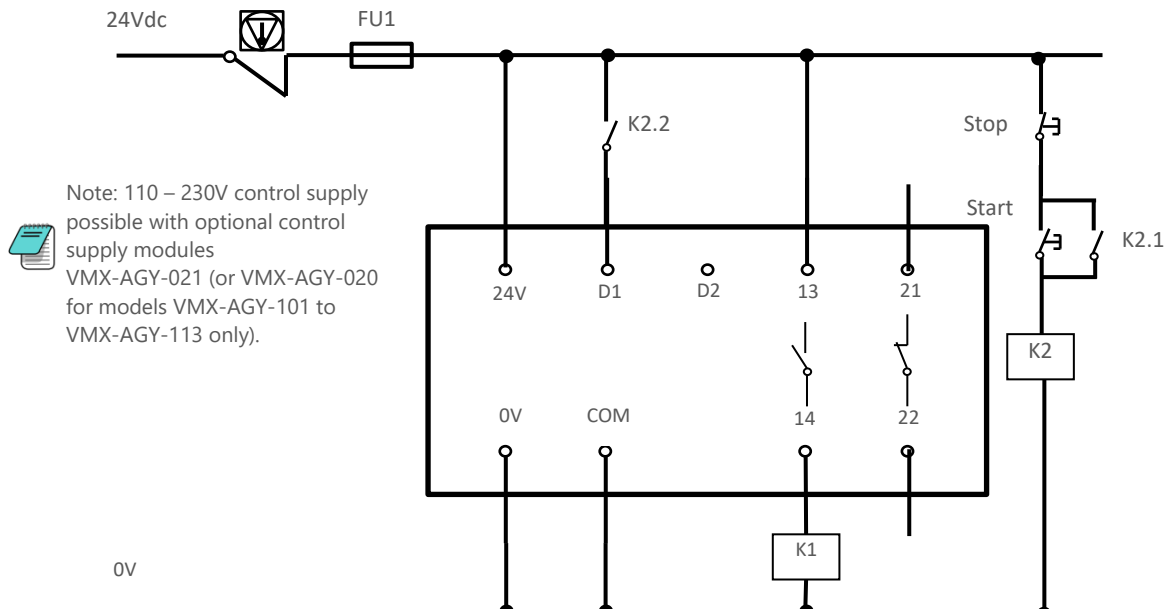 24Vdc
FU1
K2.2
Stop
Note: 110 – 230V control supply
possible with optional control
supply modules
VMX-AGY-021 (or VMX-AGY-020
for models VMX-AGY-101 to
VMX-AGY-113 only).
Start
K2.1
24V
D1
D2
13
21
K2
0V
COM
14
22
K1
0V